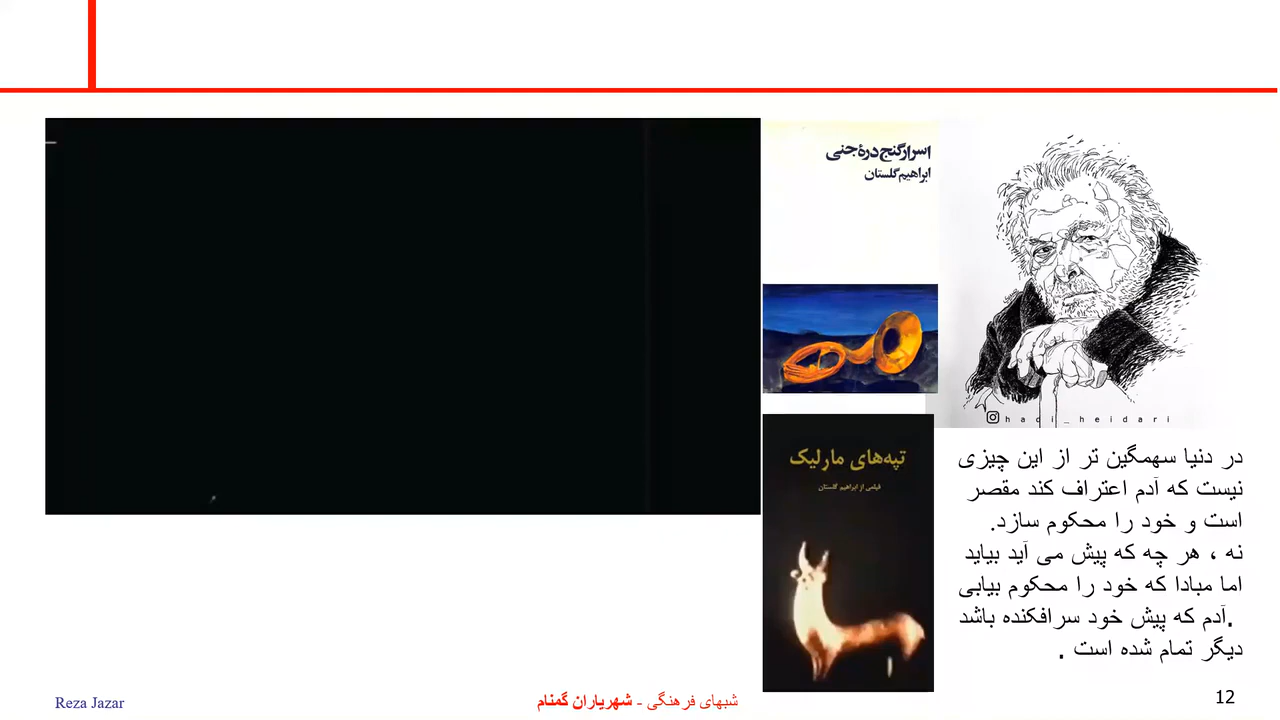 اسرار گنج درهٔ جنی
ابراهیم گلستان
hadi_heidari
تپه‌های مارلیک
فیلمی از ابراهیم گلستان
در دنیا سهمگین تر از این چیزی
نیست که آدم اعتراف کند مقصر
است و خود را محکوم سازد.
نه ، هر چه که پیش می آید بیاید
اما مبادا که خود را محکوم بیابی
.آدم که پیش خود سرافکنده باشد
دیگر تمام شده است .
Reza Jazar
شبهای فرهنگی - شهریاران گمنام
12